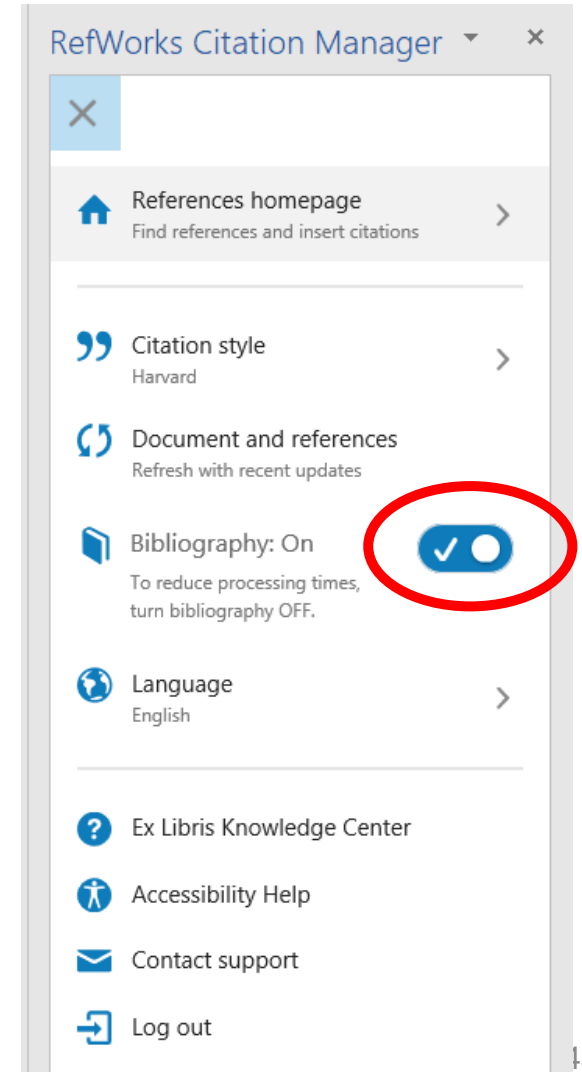 RefWorks Citation Manager
References homepage
Find references and insert citations
Citation style
Harvard
Document and references
Refresh with recent updates
Bibliography: On
To reduce processing times,
turn bibliography OFF.
Language
English
Ex Libris Knowledge Center
Accessibility Help
Contact support
Log out
4